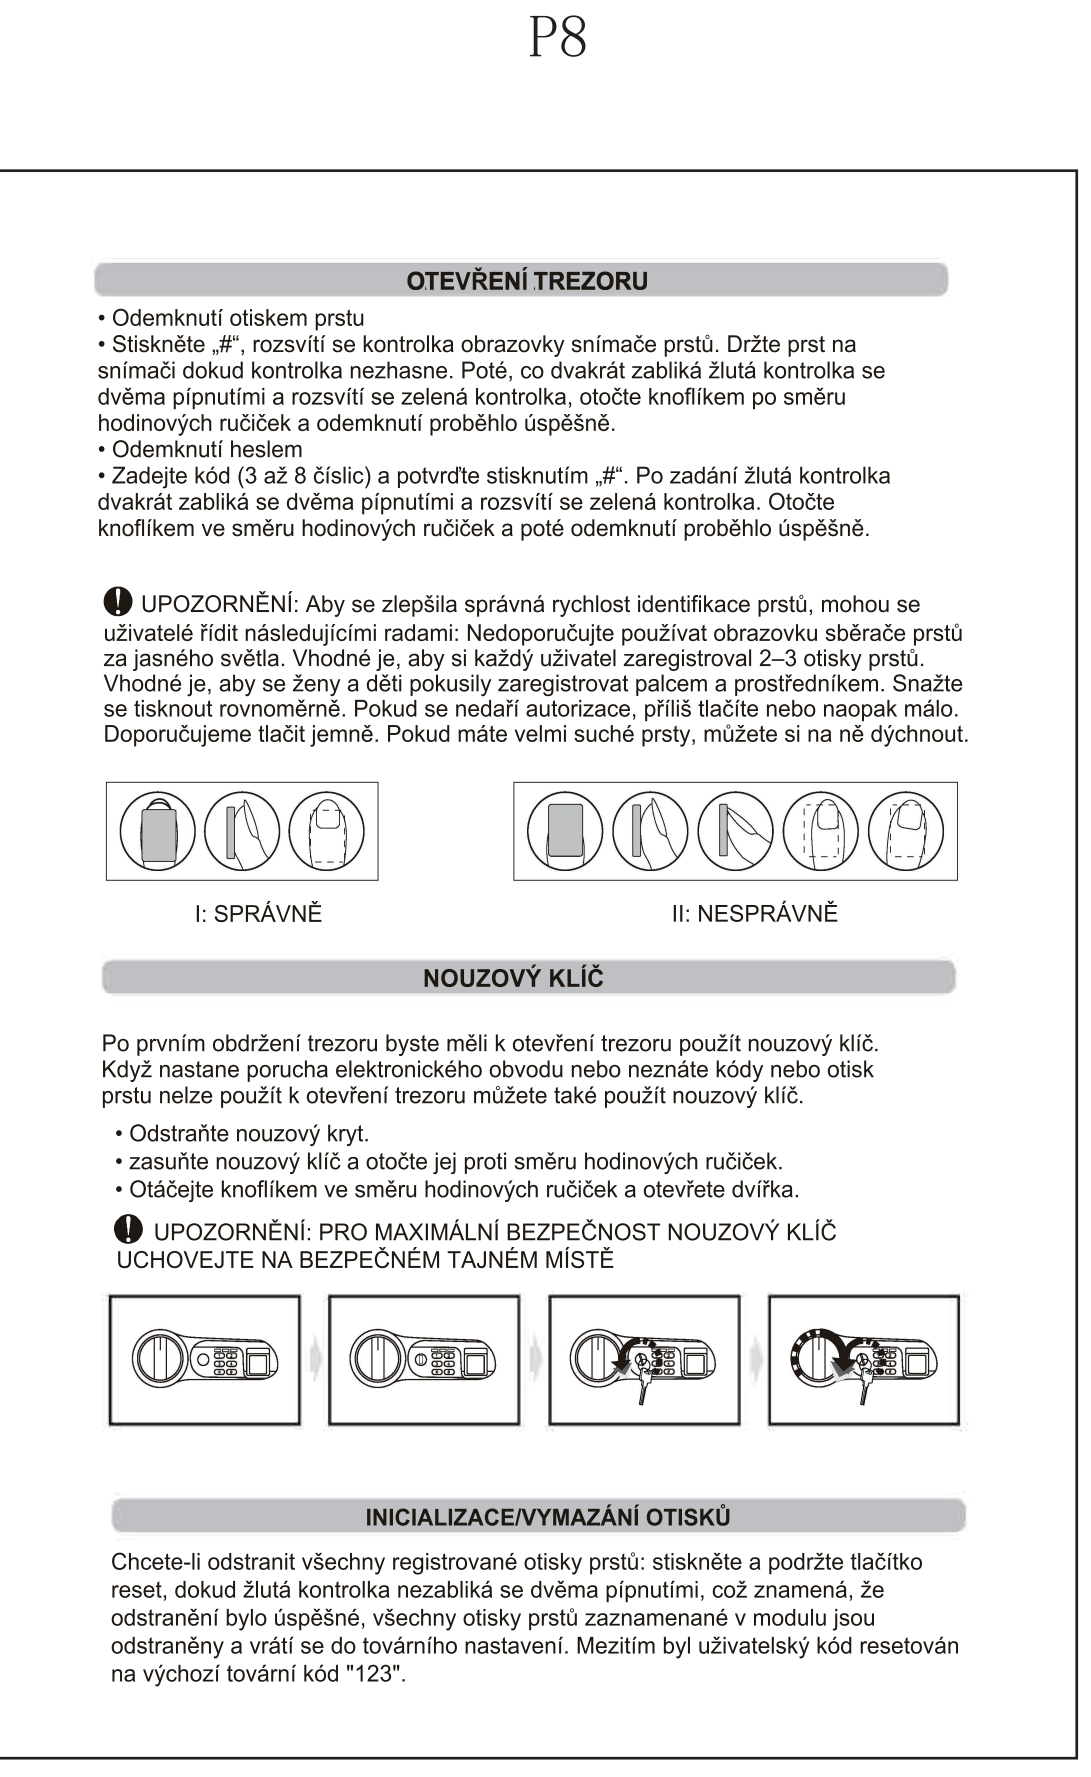 P8
OTEVŘENÍ TREZORU
• Odemknutí otiskem prstu
• Stiskněte „#“, rozsvítí se kontrolka obrazovky snímače prstů. Držte prst na
snímači dokud kontrolka nezhasne. Poté, co dvakrát zabliká žlutá kontrolka se
dvěma pípnutími a rozsvítí se zelená kontrolka, otočte knoflíkem po směru
hodinových ručiček a odemknutí proběhlo úspěšně.
• Odemknutí heslem
• Zadejte kód (3 až 8 číslic) a potvrďte stisknutím „#“. Po zadání žlutá kontrolka
dvakrát zabliká se dvěma pípnutími a rozsvítí se zelená kontrolka. Otočte
knoflíkem ve směru hodinových ručiček a poté odemknutí proběhlo úspěšně.
UPOZORNĚNÍ: Aby se zlepšila správná rychlost identifikace prstů, mohou se
uživatelé řídit následujícími radami: Nedoporučujte používat obrazovku sběrače prstů
za jasného světla. Vhodné je, aby si každý uživatel zaregistroval 2–3 otisky prstů.
Vhodné je, aby se ženy a děti pokusily zaregistrovat palcem a prostředníkem. Snažte
se tisknout rovnoměrně. Pokud se nedaří autorizace, příliš tlačíte nebo naopak málo.
Doporučujeme tlačit jemně. Pokud máte velmi suché prsty, můžete si na ně dýchnout.
I: SPRÁVNĚ
II: NESPRÁVNĚ
NOUZOVÝ KLÍČ
Po prvním obdržení trezoru byste měli k otevření trezoru použít nouzový klíč.
Když nastane porucha elektronického obvodu nebo neznáte kódy nebo otisk
prstu nelze použít k otevření trezoru můžete také použít nouzový klíč.
• Odstraňte nouzový kryt.
• zasuňte nouzový klíč a otočte jej proti směru hodinových ručiček.
• Otáčejte knoflíkem ve směru hodinových ručiček a otevřete dvířka.
UPOZORNĚNÍ: PRO MAXIMÁLNÍ BEZPEČNOST NOUZOVÝ KLÍČ
UCHOVEJTE NA BEZPEČNÉM TAJNÉM MÍSTĚ
INICIALIZACE/VYMAZÁNÍ OTISKŮ
Chcete-li odstranit všechny registrované otisky prstů: stiskněte a podržte tlačítko
reset, dokud žlutá kontrolka nezabliká se dvěma pípnutími, což znamená, že
odstranění bylo úspěšné, všechny otisky prstů zaznamenané v modulu jsou
odstraněny a vrátí se do továrního nastavení. Mezitím byl uživatelský kód resetován
na výchozí tovární kód "123".